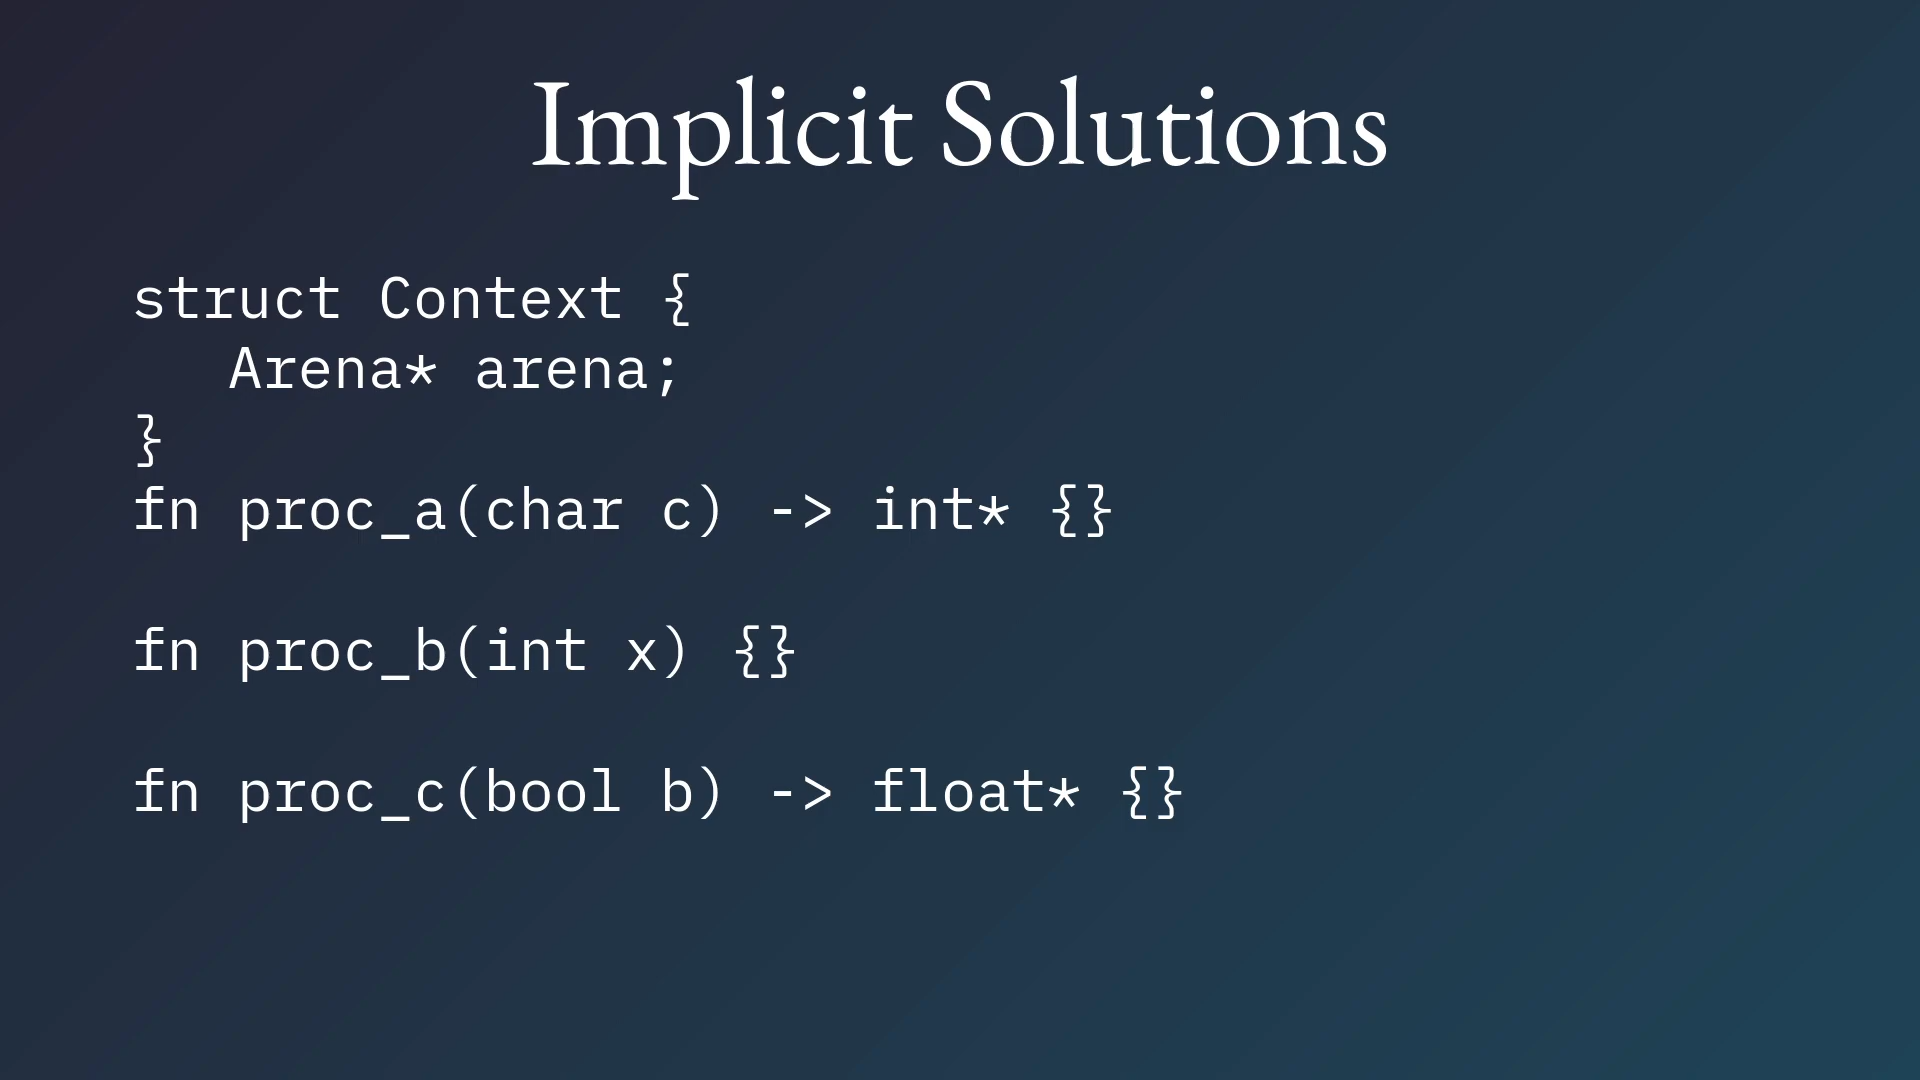 Implicit Solutions
struct Context {
   Arena* arena;
}
fn proc_a(char c) -> int* {}
fn proc_b(int x) {}
fn proc_c(bool b) -> float* {}